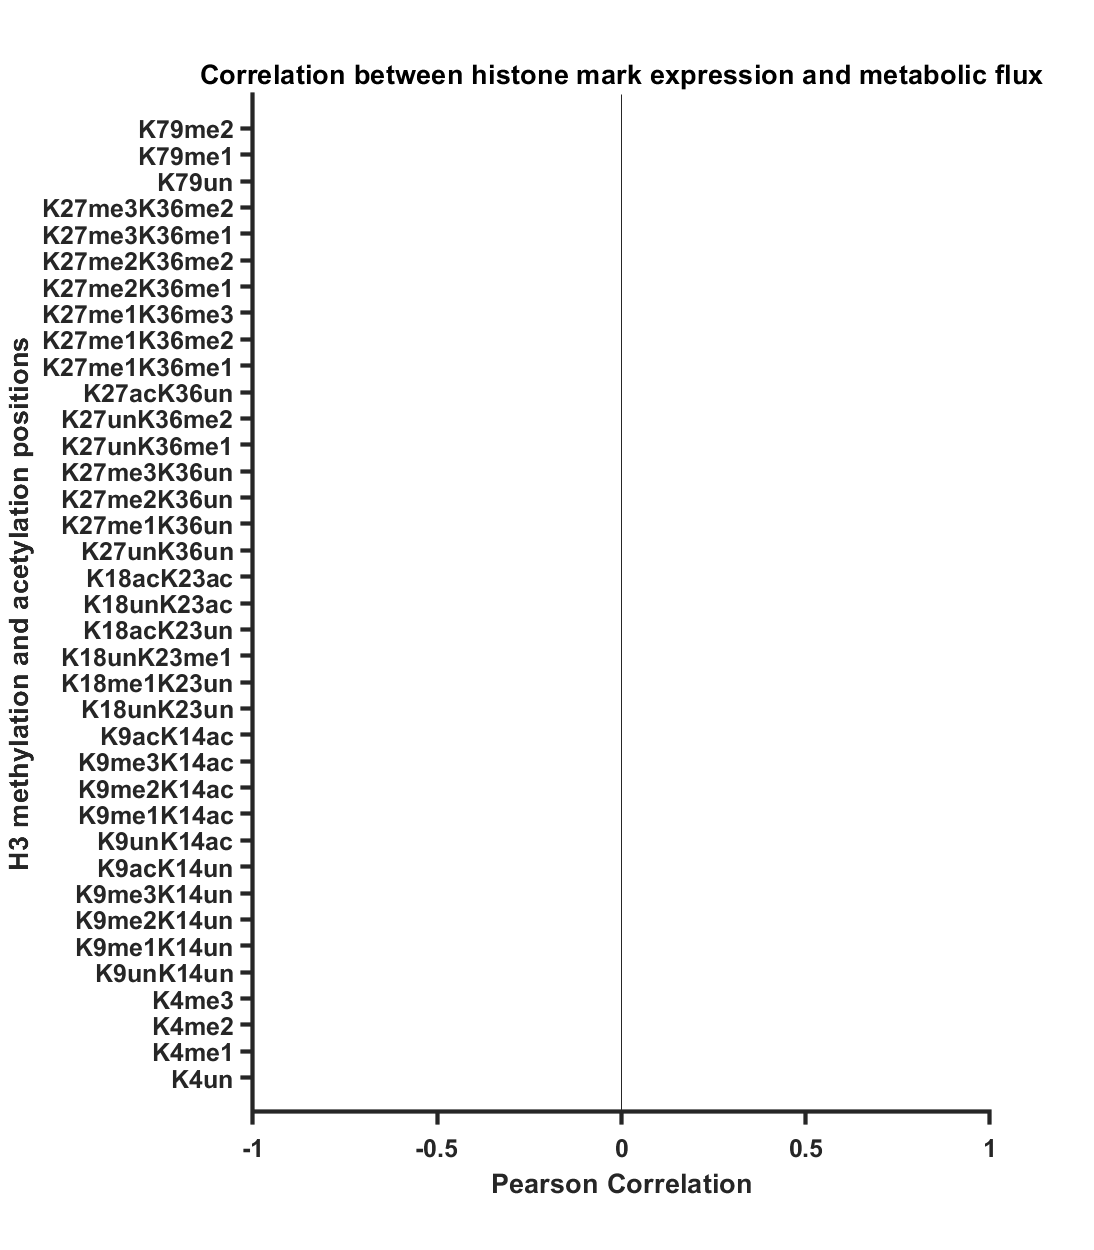 Correlation between histone mark expression and metabolic flux
H3 methylation and acetylation positions
K79me2
K79me1
K79un
K27me3K36me2
K27me3K36me1
K27me2K36me2
K27me2K36me1
K27me1K36me3
K27me1K36me2
K27me1K36me1
K27acK36un
K27unK36me2
K27unK36me1
K27me3K36un
K27me2K36un
K27me1K36un
K27unK36un
K18acK23ac
K18unK23ac
K18acK23un
K18unK23me1
K18me1K23un
K18unK23un
K9acK14ac
K9me3K14ac
K9me2K14ac
K9me1K14ac
K9unK14ac
K9acK14un
K9me3K14un
K9me2K14un
K9me1K14un
K9unK14un
K4me3
K4me2
K4me1
K4un
-1 -0.5 0 0.5 1
Pearson Correlation